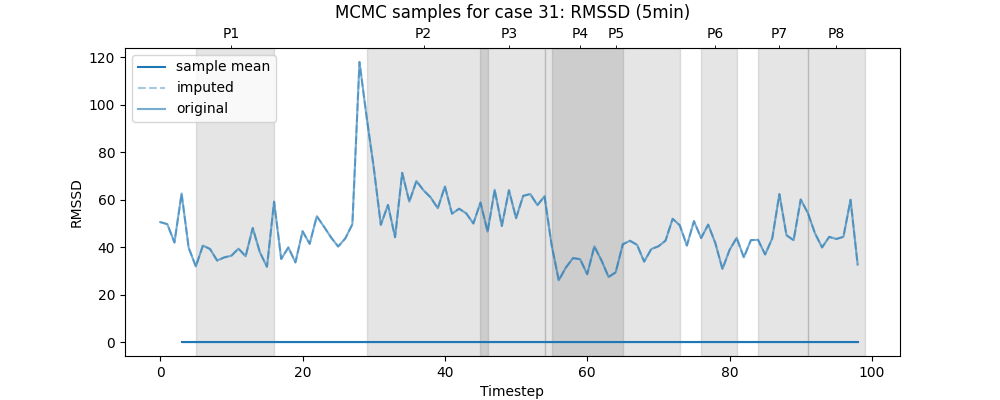 MCMC samples for case 31: RMSSD (5min)
P1 P2 P3 P4 P5 P6 P7 P8
120
100
80
60
40
20
0
RMSSD
sample mean
imputed
original
0 20 40 60 80 100
Timestep